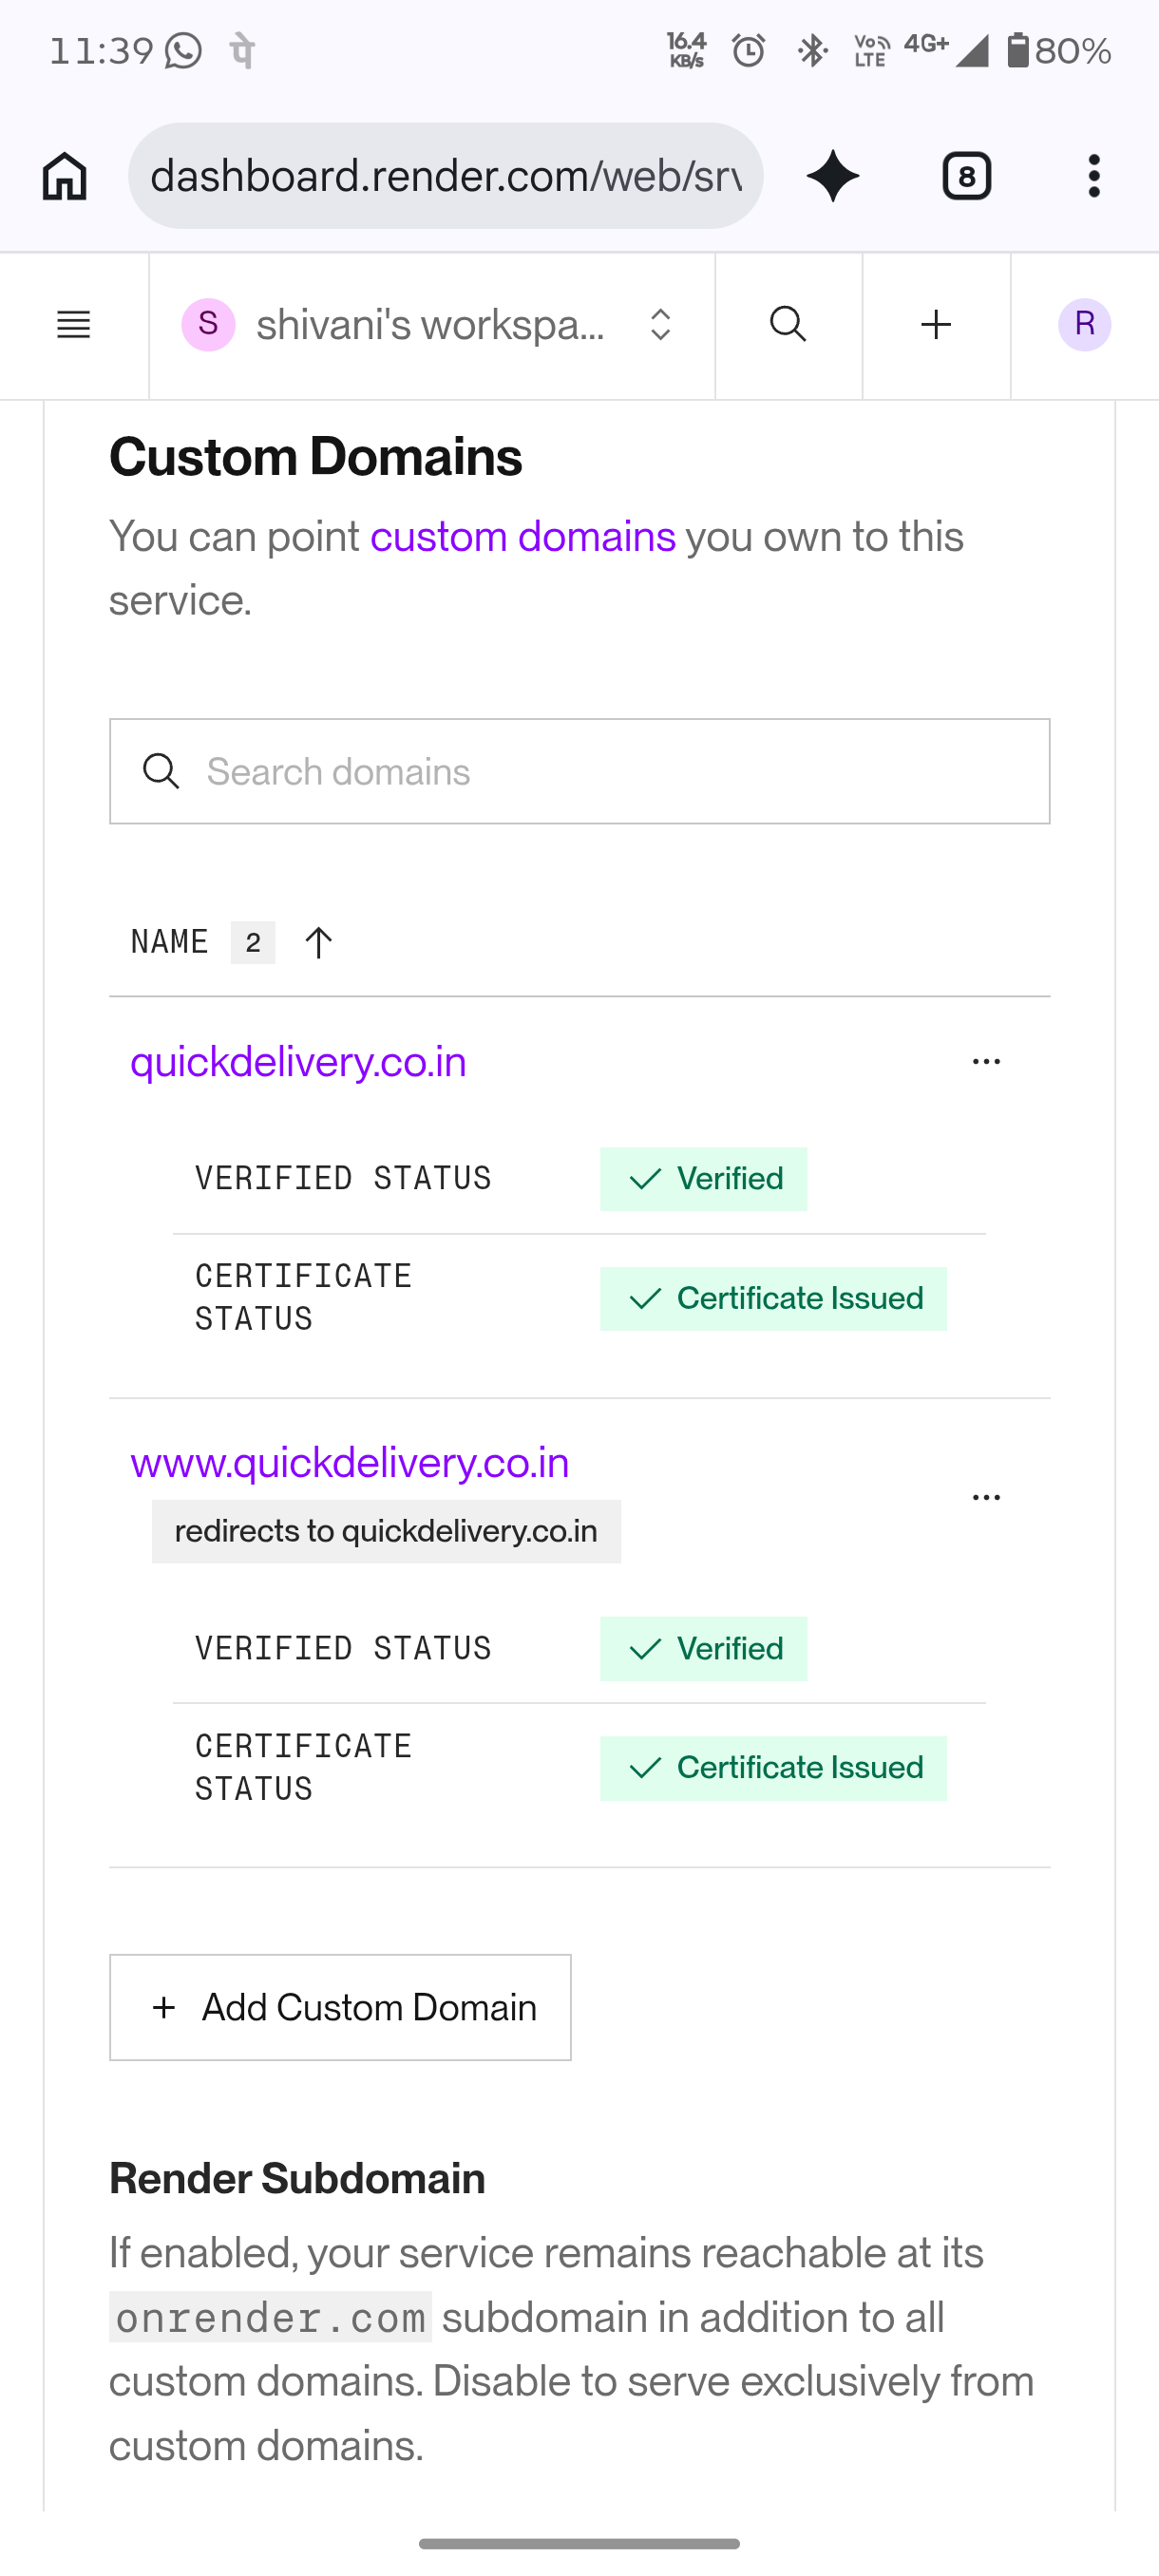 11:39 पे 16.4 KB/s Vo LTE 4G+ 80%
dashboard.render.com/web/srv
8
S shivani's workspa... R
Custom Domains
You can point custom domains you own to this
service.
Search domains
NAME 2
quickdelivery.co.in
VERIFIED STATUS Verified
CERTIFICATE
STATUS
Certificate Issued
www.quickdelivery.co.in
redirects to quickdelivery.co.in
VERIFIED STATUS Verified
CERTIFICATE
STATUS
Certificate Issued
+ Add Custom Domain
Render Subdomain
If enabled, your service remains reachable at its
onrender.com subdomain in addition to all
custom domains. Disable to serve exclusively from
custom domains.